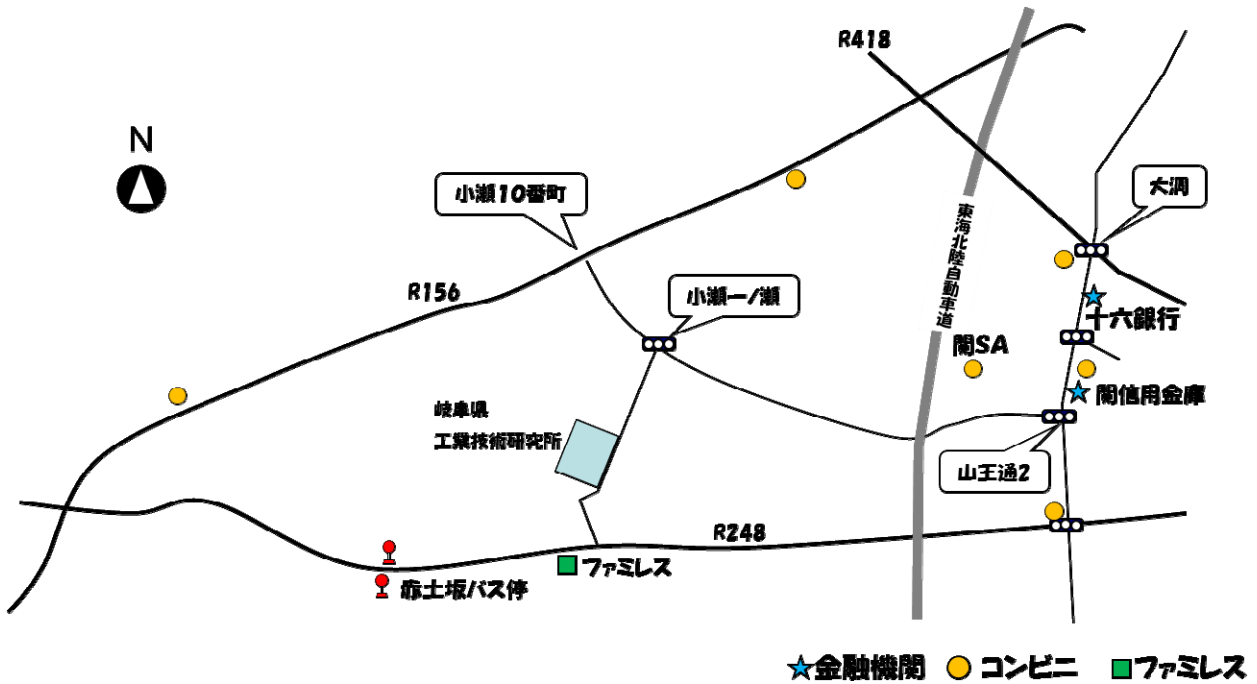 R418
N
小瀬10番町
大洞
東海北陸自動車道
R156
小瀬一ノ瀬
十六銀行
関SA
岐阜県
工業技術研究所
関信用金庫
山王通2
R248
ファミレス
赤土坂バス停
金融機関
コンビニ
ファミレス